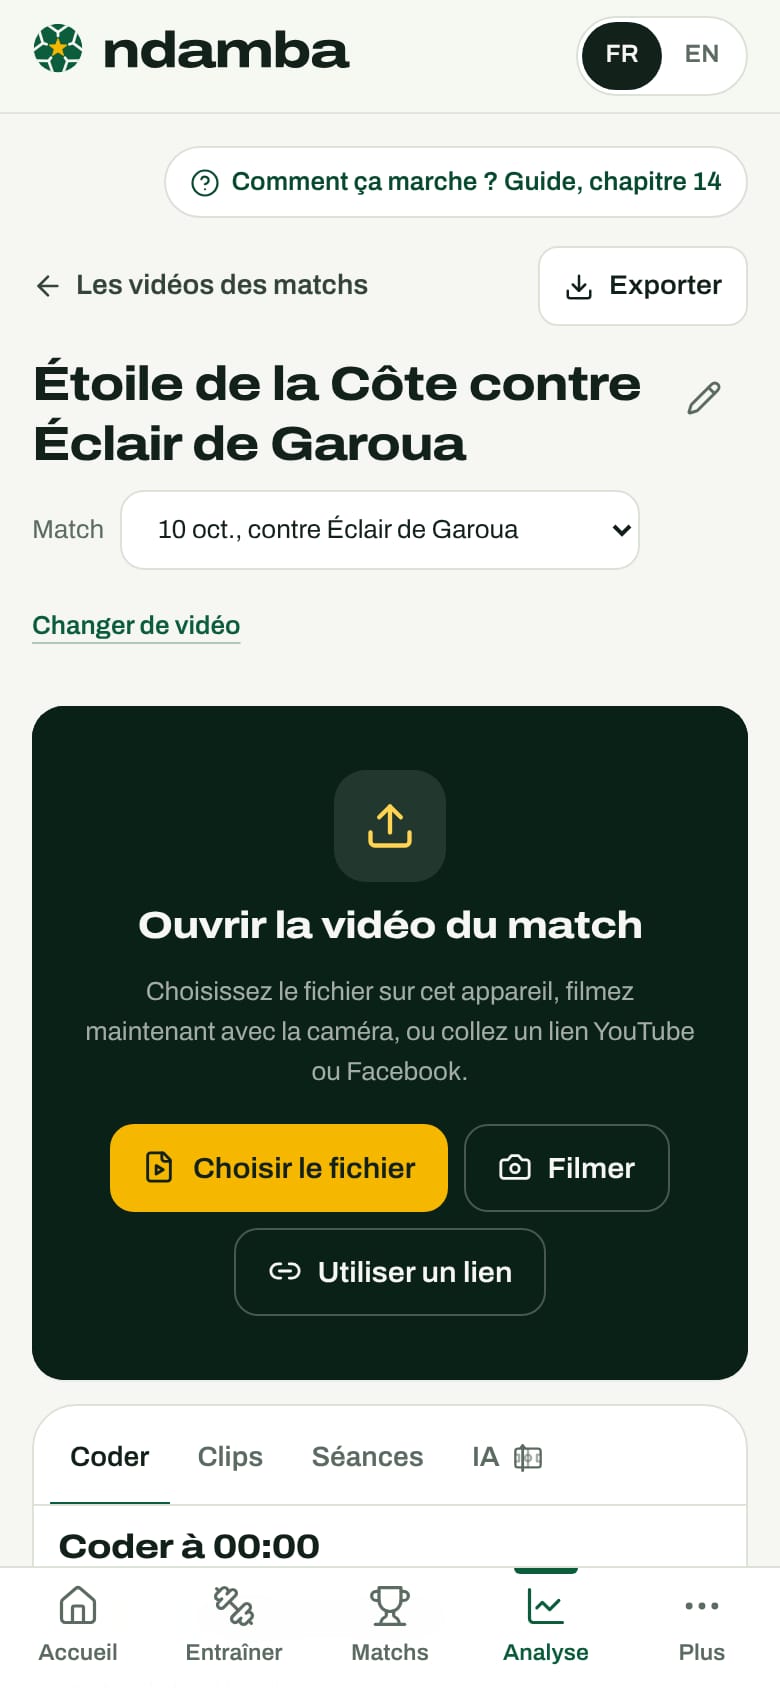 ndamba
FR EN
Comment ça marche ? Guide, chapitre 14
Les vidéos des matchs
Exporter
Étoile de la Côte contre
Éclair de Garoua
Match 10 oct., contre Éclair de Garoua
Changer de vidéo
Ouvrir la vidéo du match
Choisissez le fichier sur cet appareil, filmez
maintenant avec la caméra, ou collez un lien YouTube
ou Facebook.
Choisir le fichier
Filmer
Utiliser un lien
Coder Clips Séances IA
Coder à 00:00
Accueil Entraîner Matchs Analyse Plus